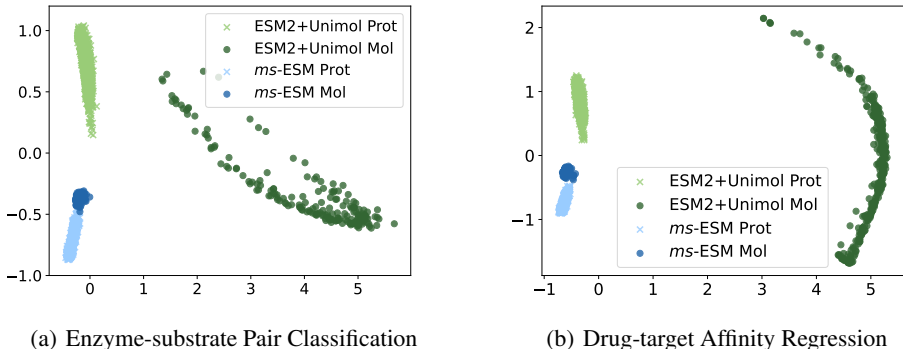 1.0
0.5
0.0
−0.5
−1.0
0
1
2
3
4
5
ESM2+Unimol Prot
ESM2+Unimol Mol
ms-ESM Prot
ms-ESM Mol
(a) Enzyme-substrate Pair Classification
2
1
0
−1
−1
0
1
2
3
4
5
ESM2+Unimol Prot
ESM2+Unimol Mol
ms-ESM Prot
ms-ESM Mol
(b) Drug-target Affinity Regression